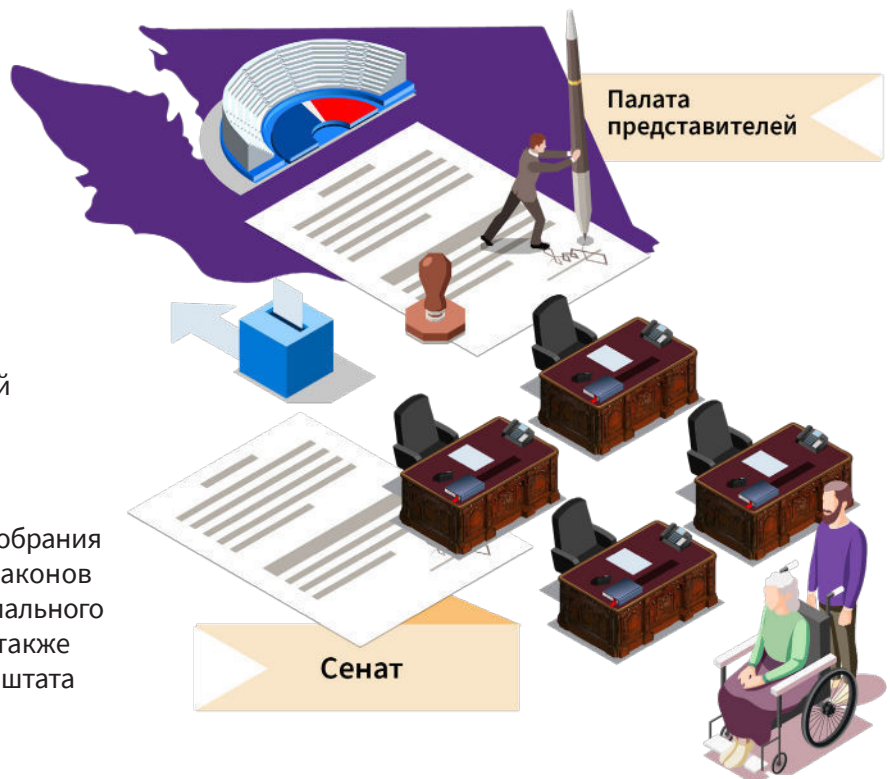 Палата
представителей
й
обрания
аконов
иального
также
штата
Сенат